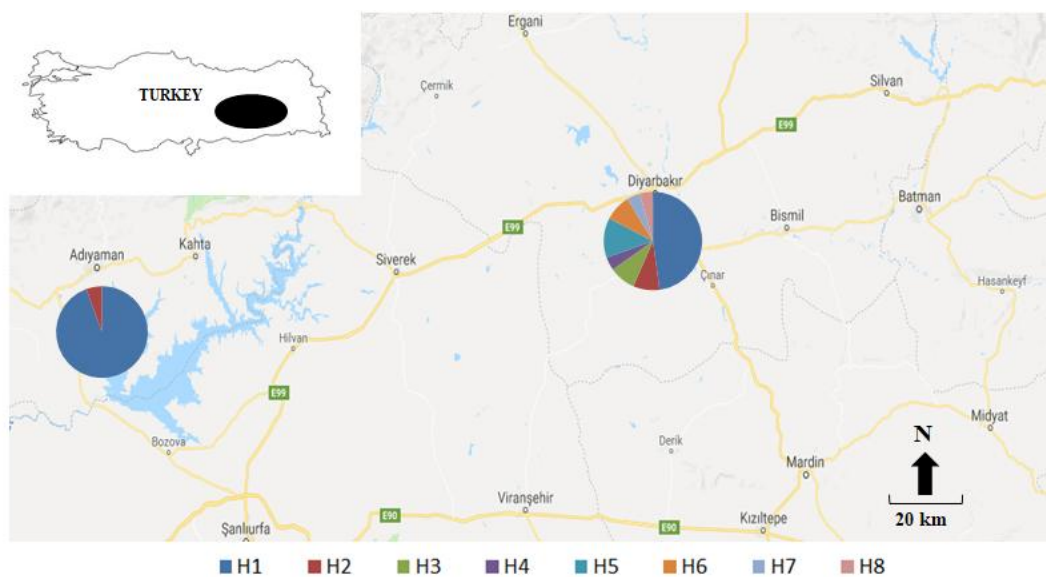 TURKEY
Ergani
Çermik
Silvan
E99
Diyarbakır
Batman
Bismil
E99
Kahta
Adıyaman
Siverek
Çınar
Hasankeyf
Hilvan
E99
Midyat
Bozova
Derik
N
Mardin
Viranşehir
20 km
E90
E90
Şanlıurfa
Kızıltepe
H1 H2 H3 H4 H5 H6 H7 H8